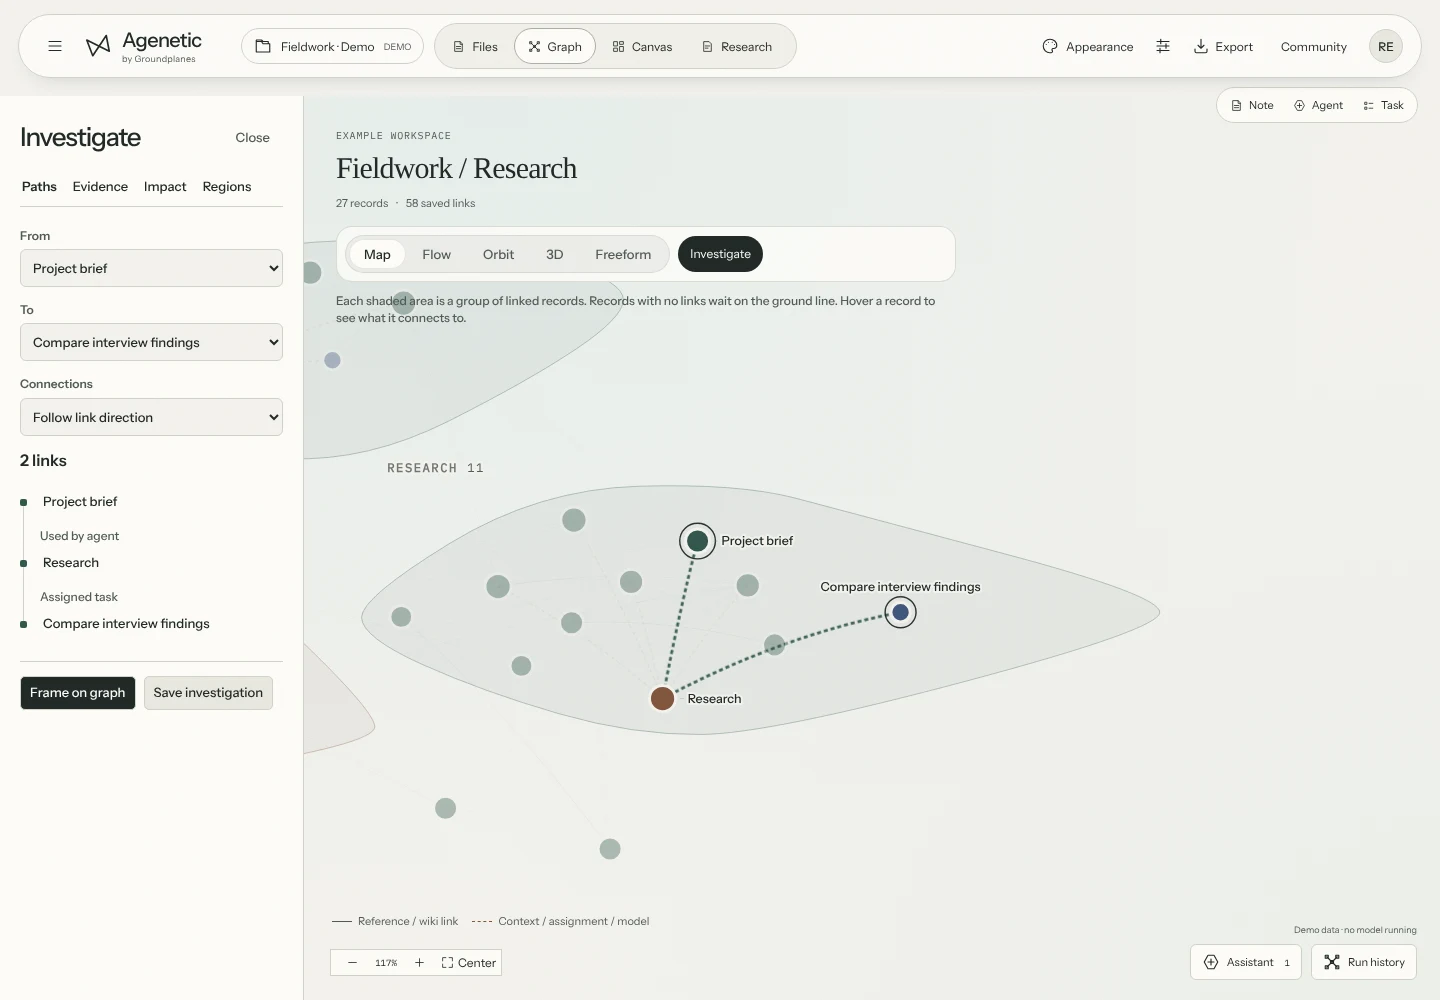 Agenetic
by Groundplanes
Fieldwork · Demo DEMO
Files
Graph
Canvas
Research
Appearance
Export
Community
RE
Note
Agent
Task
Investigate
Close
Paths
Evidence
Impact
Regions
From
Project brief
To
Compare interview findings
Connections
Follow link direction
2 links
Project brief
Used by agent
Research
Assigned task
Compare interview findings
Frame on graph
Save investigation
EXAMPLE WORKSPACE
Fieldwork / Research
27 records · 58 saved links
Map
Flow
Orbit
3D
Freeform
Investigate
Each shaded area is a group of linked records. Records with no links wait on the ground line. Hover a record to
see what it connects to.
RESEARCH 11
Project brief
Compare interview findings
Research
Reference / wiki link
Context / assignment / model
117%
Center
Demo data · no model running
Assistant 1
Run history